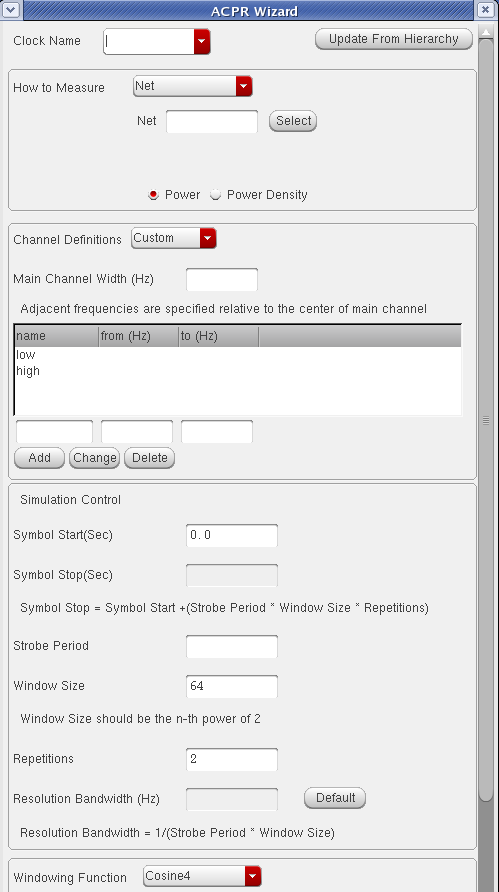 ACPR Wizard
Clock Name
Update From Hierarchy
How to Measure Net
Net Select
Power Power Density
Channel Definitions Custom
Main Channel Width (Hz)
Adjacent frequencies are specified relative to the center of main channel
name from (Hz) to (Hz)
low
high
Add Change Delete
Simulation Control
Symbol Start(Sec) 0.0
Symbol Stop(Sec)
Symbol Stop = Symbol Start +(Strobe Period * Window Size * Repetitions)
Strobe Period
Window Size 64
Window Size should be the n-th power of 2
Repetitions 2
Resolution Bandwidth (Hz) Default
Resolution Bandwidth = 1/(Strobe Period * Window Size)
Windowing Function Cosine4